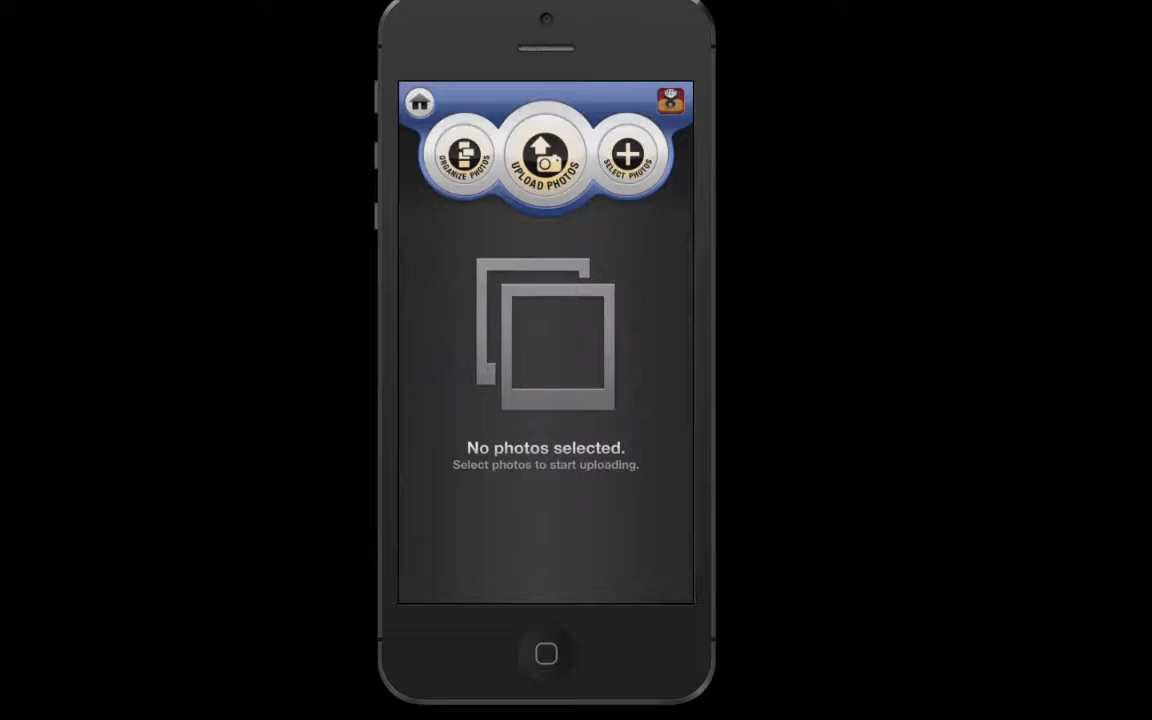 ORGANIZE PHOTOS
UPLOAD PHOTOS
SELECT PHOTOS
No photos selected.
Select photos to start uploading.